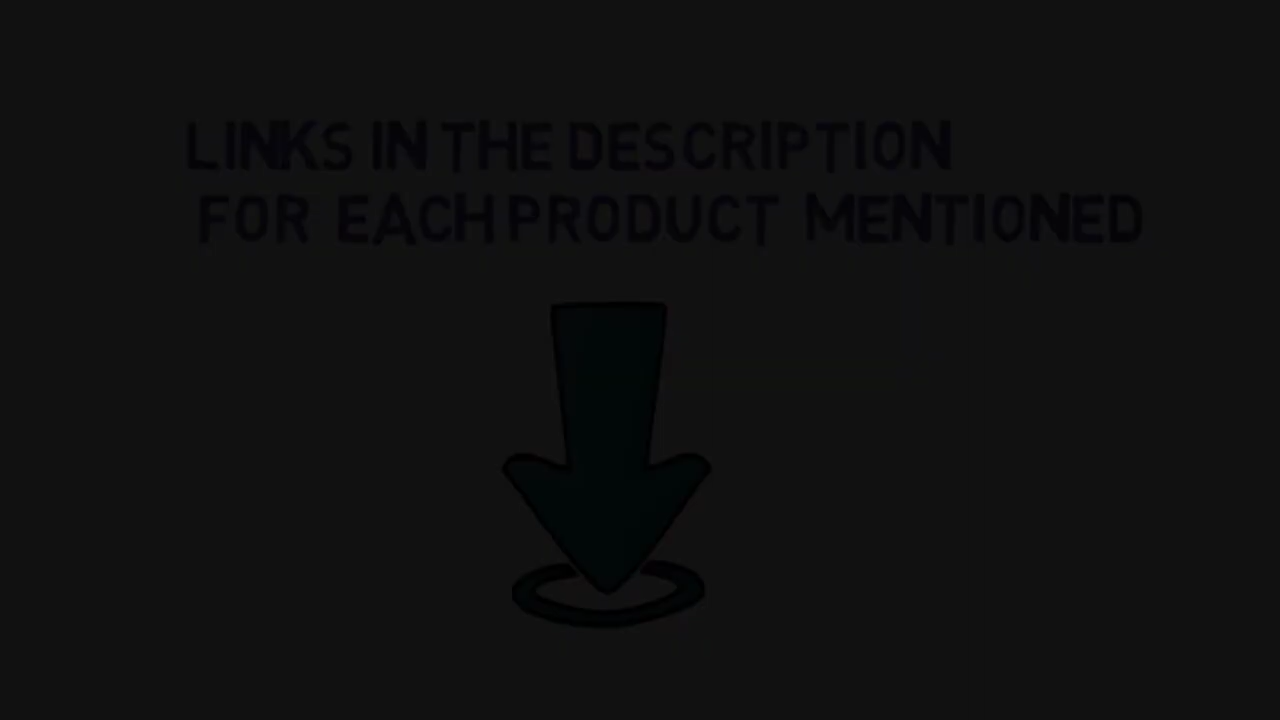 LINKS IN THE DESCRIPTION
FOR EACH PRODUCT MENTIONED